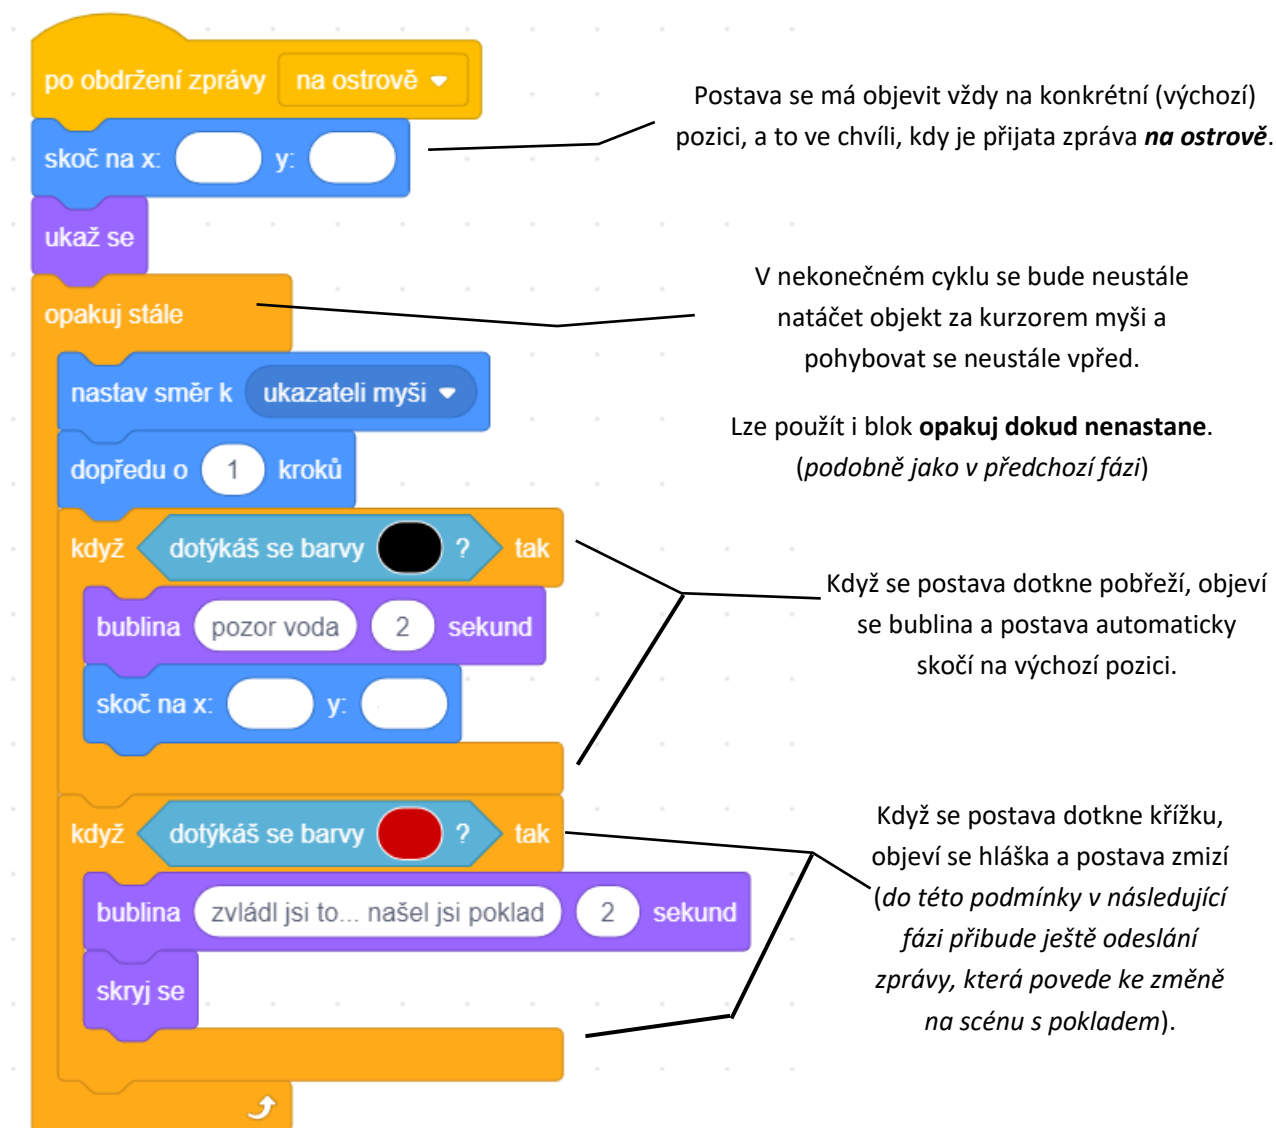 po obdržení zprávy na ostrově
skoč na x: y:
ukaž se
opakuj stále
nastav směr k ukazateli myši
dopředu o 1 kroků
když dotýkáš se barvy ? tak
bublina pozor voda 2 sekund
skoč na x: y:
když dotýkáš se barvy ? tak
bublina zvládl jsi to... našel jsi poklad 2 sekund
skryj se
Postava se má objevit vždy na konkrétní (výchozí)
pozici, a to ve chvíli, kdy je přijata zpráva na ostrově.
V nekonečném cyklu se bude neustále
natáčet objekt za kurzorem myši a
pohybovat se neustále vpřed.
Lze použít i blok opakuj dokud nenastane.
(podobně jako v předchozí fázi)
Když se postava dotkne pobřeží, objeví
se bublina a postava automaticky
skočí na výchozí pozici.
Když se postava dotkne křížku,
objeví se hláška a postava zmizí
(do této podmínky v následující
fázi přibude ještě odeslání
zprávy, která povede ke změně
na scénu s pokladem).